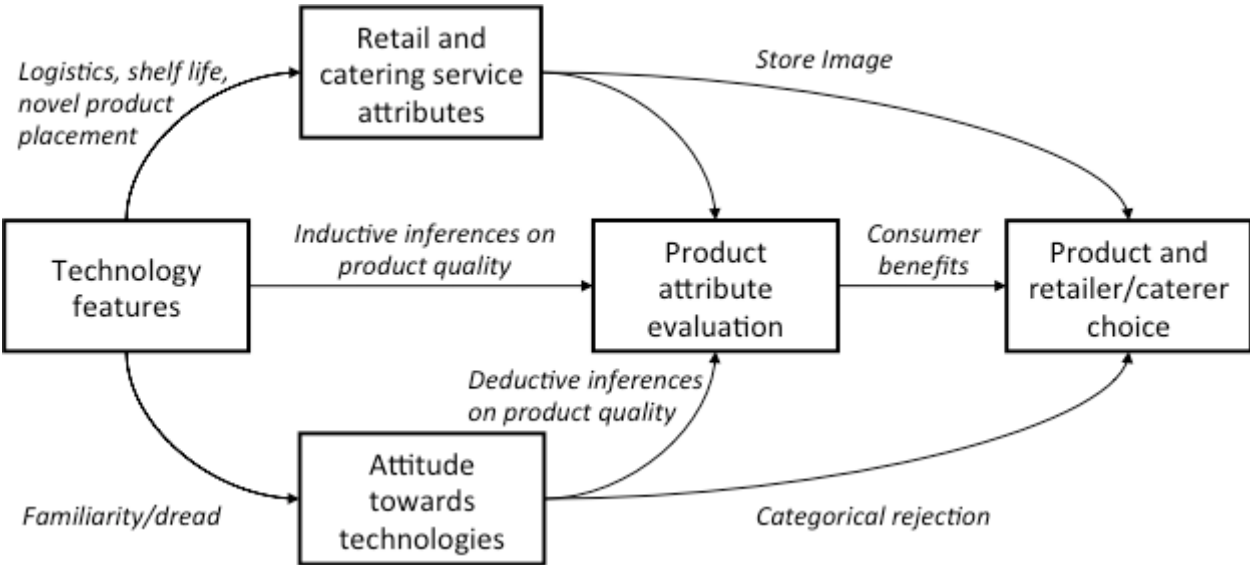 Logistics, shelf life,
novel product
placement
Retail and
catering service
attributes
Store Image
Technology
features
Inductive inferences on
product quality
Product
attribute
evaluation
Consumer
benefits
Product and
retailer/caterer
choice
Deductive inferences
on product quality
Familiarity/dread
Attitude
towards
technologies
Categorical rejection